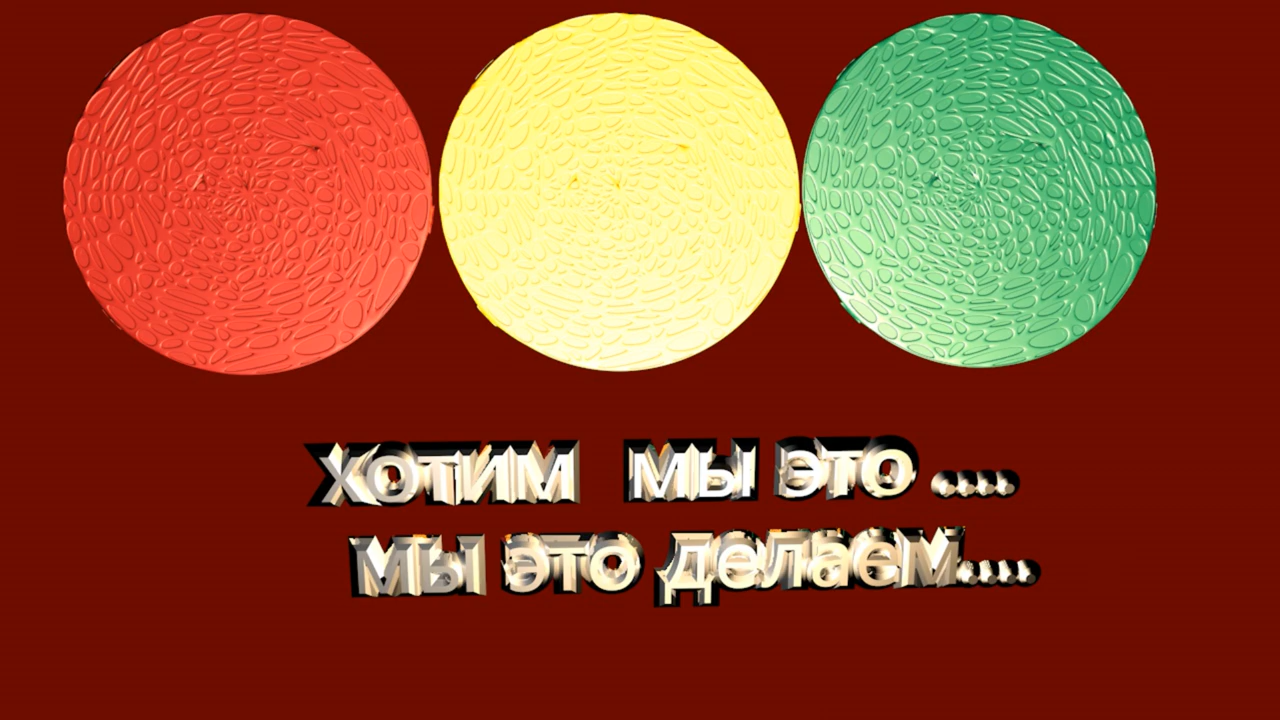 хотим мы это ....
мы это делаем....